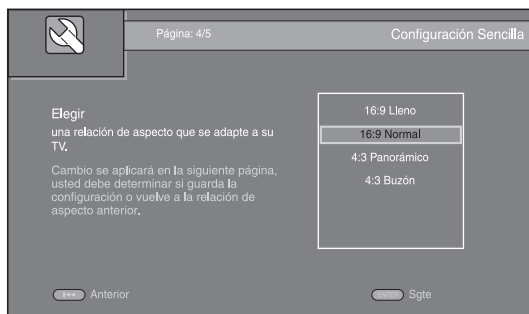 Página: 4/5
Configuración Sencilla
Elegir
una relación de aspecto que se adapte a su
TV.
Cambio se aplicará en la siguiente página,
usted debe determinar si guarda la
configuración o vuelve a la relación de
aspecto anterior.
16:9 Lleno
16:9 Normal
4:3 Panorámico
4:3 Buzón
Anterior
ENTER Sgte